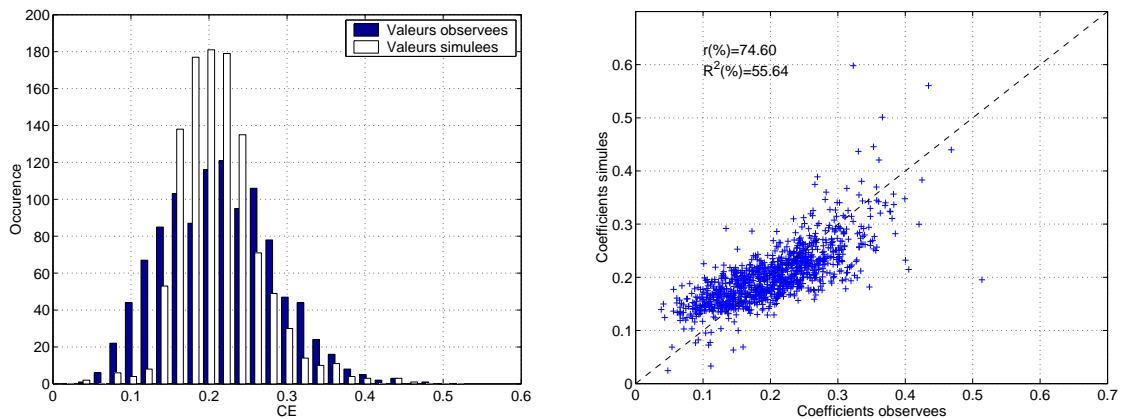 200
180
160
140
120
100
80
60
40
20
0
Occurence
Valeurs observees
Valeurs simulees
0 0.1 0.2 0.3 0.4 0.5 0.6
CE
r(%)=74.60
R²(%)=55.64
0.6
0.5
0.4
0.3
0.2
0.1
0
Coefficients simules
0 0.1 0.2 0.3 0.4 0.5 0.6 0.7
Coefficients observees